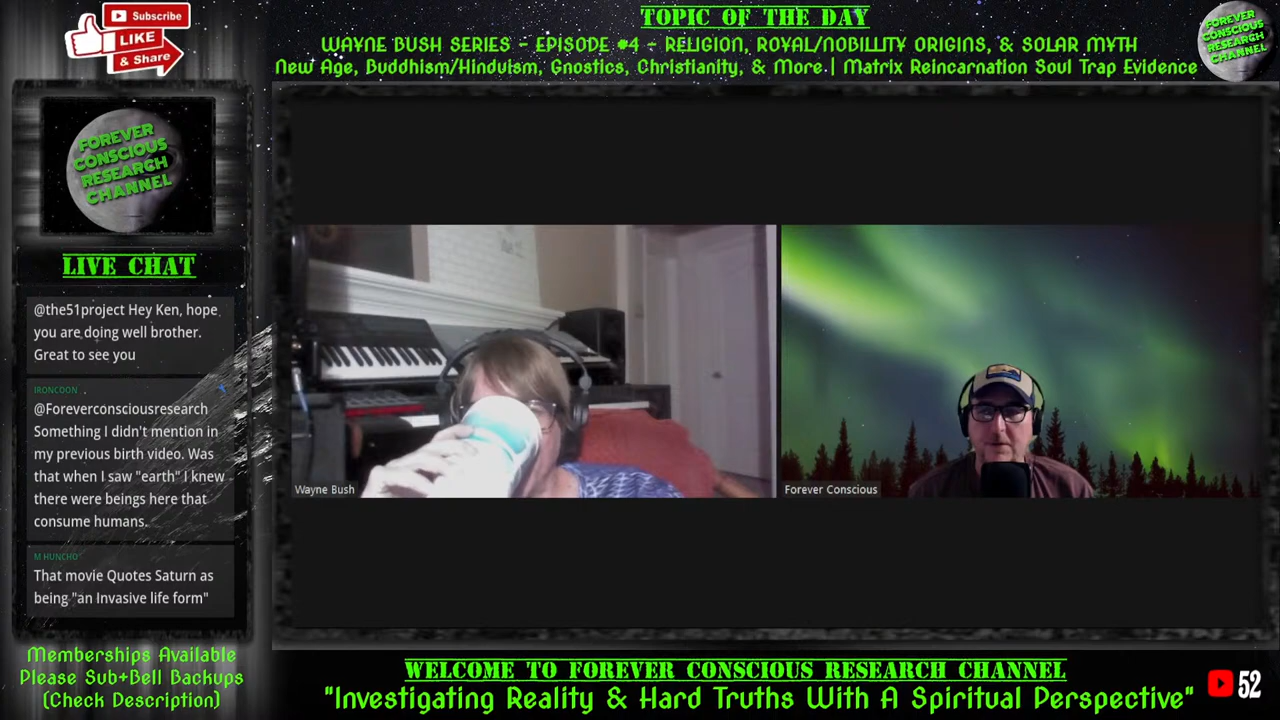 Subscribe
LIKE
& Share
TOPIC OF THE DAY
WAYNE BUSH SERIES - EPISODE #4 - RELIGION, ROYAL/NOBILLITY ORIGINS, & SOLAR MYTH
New Age, Buddhism/Hinduism, Gnostics, Christianity, & More | Matrix Reincarnation Soul Trap Evidence
FOREVER
CONSCIOUS
RESEARCH
CHANNEL
FOREVER
CONSCIOUS
RESEARCH
CHANNEL
LIVE CHAT
@the51project Hey Ken, hope
you are doing well brother.
Great to see you
IRONCOON
@Foreverconsciousresearch
Something I didn't mention in
my previous birth video. Was
that when I saw "earth" I knew
there were beings here that
consume humans.
M HUNCHO
That movie Quotes Saturn as
being "an Invasive life form"
Wayne Bush
Forever Conscious
Memberships Available
Please Sub+Bell Backups
(Check Description)
WELCOME TO FOREVER CONSCIOUS RESEARCH CHANNEL
"Investigating Reality & Hard Truths With A Spiritual Perspective"
52